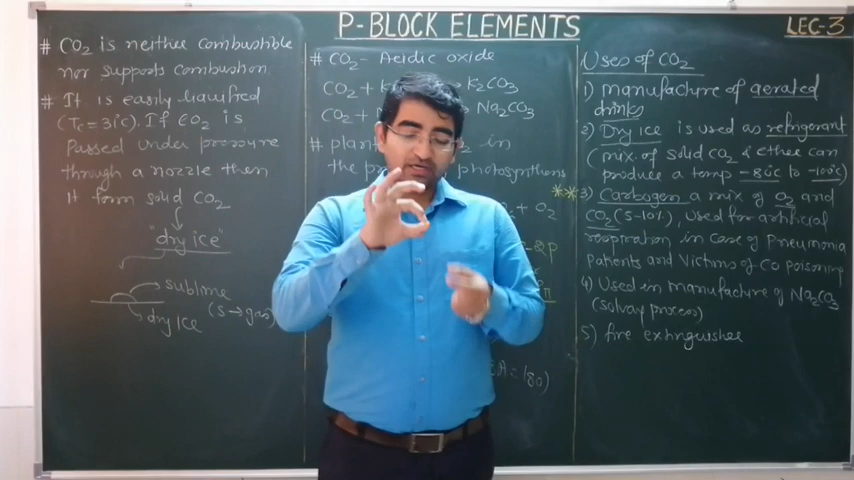 P-BLOCK ELEMENTS
LEC-3
# CO2 is neither combustible
nor supports combustion.
# It is easily liquified
(Tc = 31°C). If CO2 is
Passed under pressure
through a nozzle then
It form solid CO2
"dry ice"
sublime
dry ice (S → gas)
# CO2 - Acidic oxide
CO2 + K2CO3
CO2 + Na2CO3
# plant in
the photosynthesis
+ O2
= 180)
Uses of CO2
1) manufacture of aerated
drinks
2) Dry ice is used as refrigerant
(mix. of solid CO2 & ether can
produce a temp -80°C to -100°C)
**3) Carbogen a mix of O2 and
CO2 (5-10%), used for artificial
respiration in case of Pneumonia
Patients and Victims of CO poisoning
4) Used in manufacture of Na2CO3
(solvay process)
5) fire extinguisher